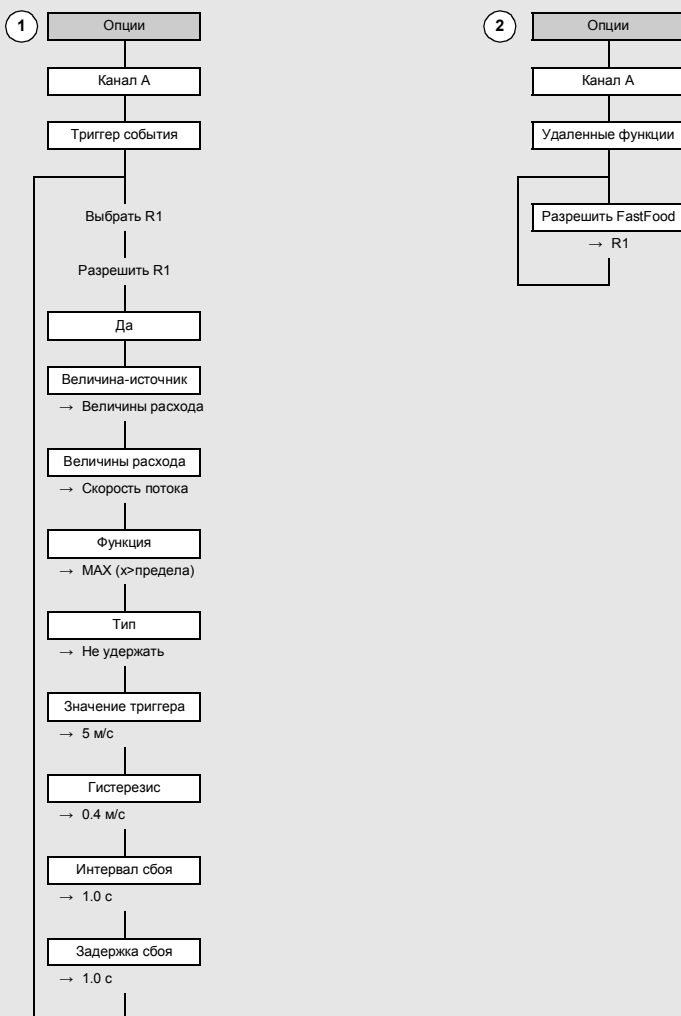 1
Опции
Канал A
Триггер события
Выбрать R1
Разрешить R1
Да
Величина-источник
→ Величины расхода
Величины расхода
→ Скорость потока
Функция
→ MAX (x>предела)
Тип
→ Не удержать
Значение триггера
→ 5 м/с
Гистерезис
→ 0.4 м/с
Интервал сбоя
→ 1.0 с
Задержка сбоя
→ 1.0 с
2
Опции
Канал A
Удаленные функции
Разрешить FastFood
→ R1